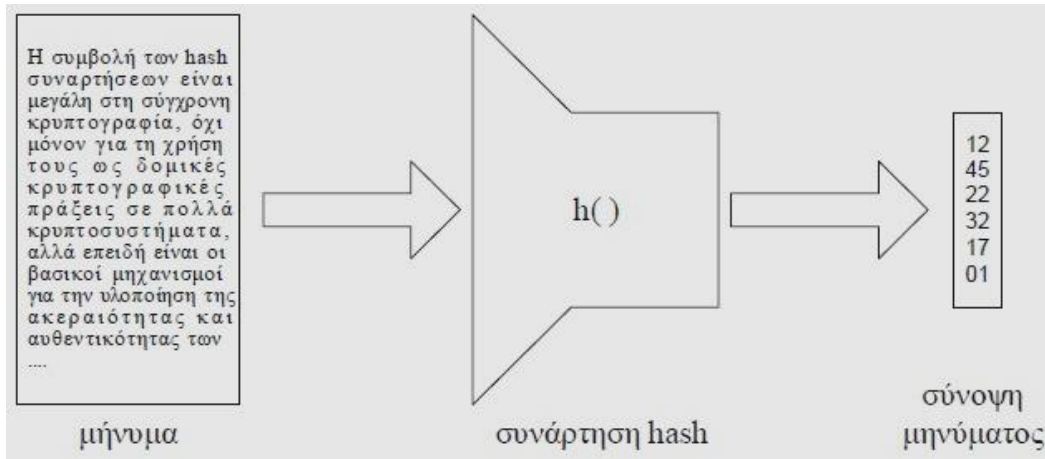 Η συμβολή των hash
συναρτήσεων είναι
μεγάλη στη σύγχρονη
κρυπτογραφία, όχι
μόνον για τη χρήση
τους ως δομικές
κρυπτογραφικές
πράξεις σε πολλά
κρυπτοσυστήματα,
αλλά επειδή είναι οι
βασικοί μηχανισμοί
για την υλοποίηση της
ακεραιότητας και
αυθεντικότητας των
....
μήνυμα
h( )
συνάρτηση hash
12
45
22
32
17
01
σύνοψη
μηνύματος